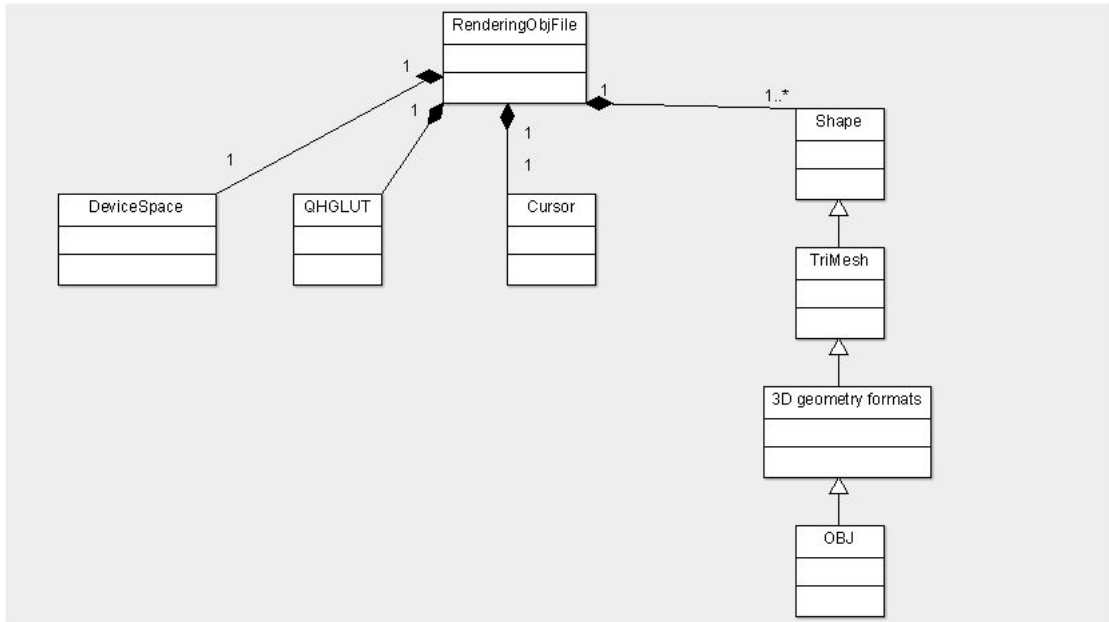 RenderingObjFile
1
1
1
1..*
1
1
1
Shape
DeviceSpace
QHGLUT
Cursor
TriMesh
3D geometry formats
OBJ